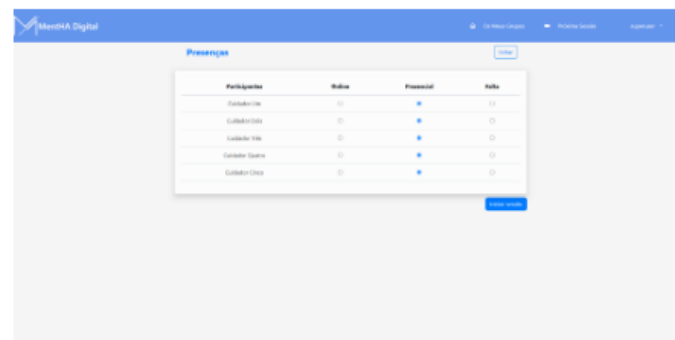 MentHA Digital
Os Meus Grupos
Próxima Sessão
Presenças
Voltar
Participantes Online Presencial Falta
Cuidador Um
Cuidador Dois
Cuidador Três
Cuidador Quatro
Cuidador Cinco
Iniciar sessão